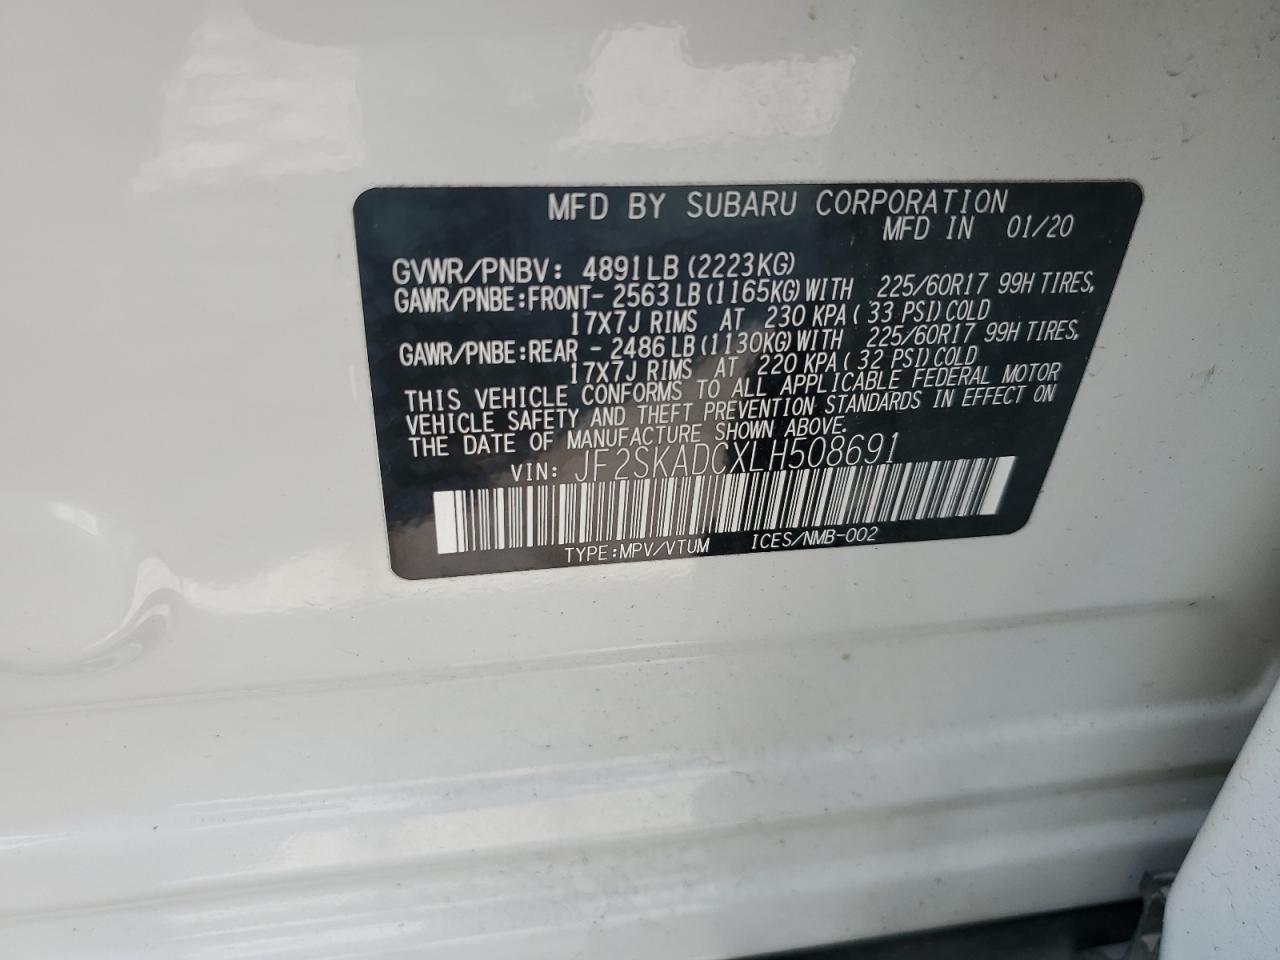 MFD BY SUBARU CORPORATION
MFD IN 01/20
GVWR/PNBV: 4891LB(2223KG)
GAWR/PNBE:FRONT- 2563LB(1165KG)WITH 225/60R17 99H TIRES,
17X7J RIMS AT 230 KPA( 33 PSI)COLD
GAWR/PNBE:REAR - 2486LB(1130KG)WITH 225/60R17 99H TIRES,
17X7J RIMS AT 220 KPA( 32 PSI)COLD
THIS VEHICLE CONFORMS TO ALL APPLICABLE FEDERAL MOTOR
VEHICLE SAFETY AND THEFT PREVENTION STANDARDS IN EFFECT ON
THE DATE OF MANUFACTURE SHOWN ABOVE.
VIN: JF2SKADCXLH508691
TYPE:MPV/VTUM ICES/NMB-002